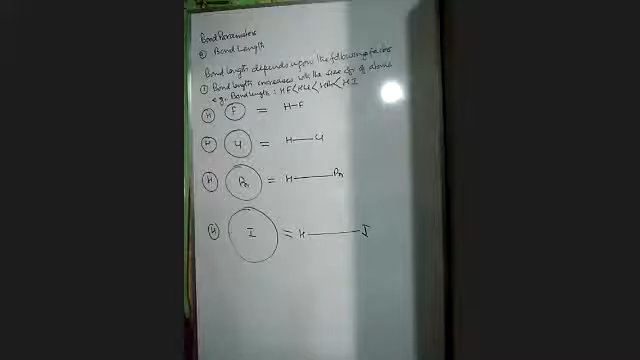 Bond Parameters
① Bond Length
Bond length depends upon the following factors
① Bond length increases with the size of atoms
e.g. Bond length : HF < HCl < HBr < HI
H F = H-F
H Cl = H—Cl
H Br = H—Br
H I = H—I